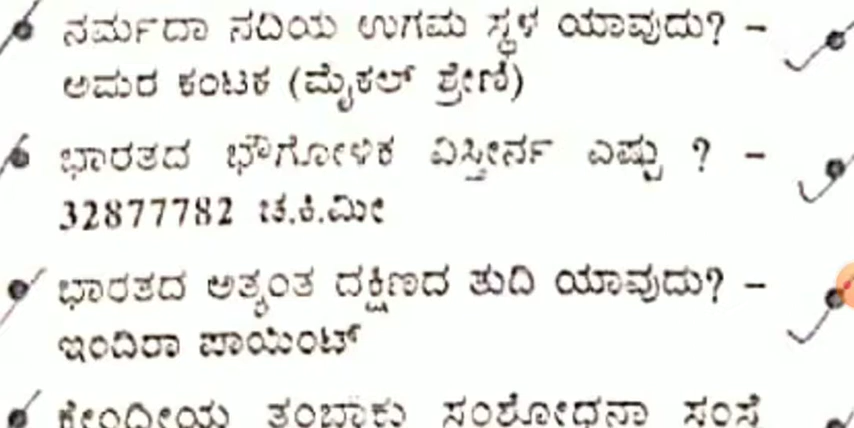 ನರ್ಮದಾ ನದಿಯ ಉಗಮ ಸ್ಥಳ ಯಾವುದು? –
ಅಮರ ಕಂಟಕ (ಮೈಕಲ್ ಶ್ರೇಣಿ)
ಭಾರತದ ಭೌಗೋಳಿಕ ವಿಸ್ತೀರ್ನ ಎಷ್ಟು ? –
32877782 ಚ.ಕಿ.ಮೀ
ಭಾರತದ ಅತ್ಯಂತ ದಕ್ಷಿಣದ ತುದಿ ಯಾವುದು? –
ಇಂದಿರಾ ಪಾಯಿಂಟ್
ಕೇಂದ್ರೀಯ ತಂಬಾಕು ಸಂಶೋಧನಾ ಸಂಸ್ಥೆ